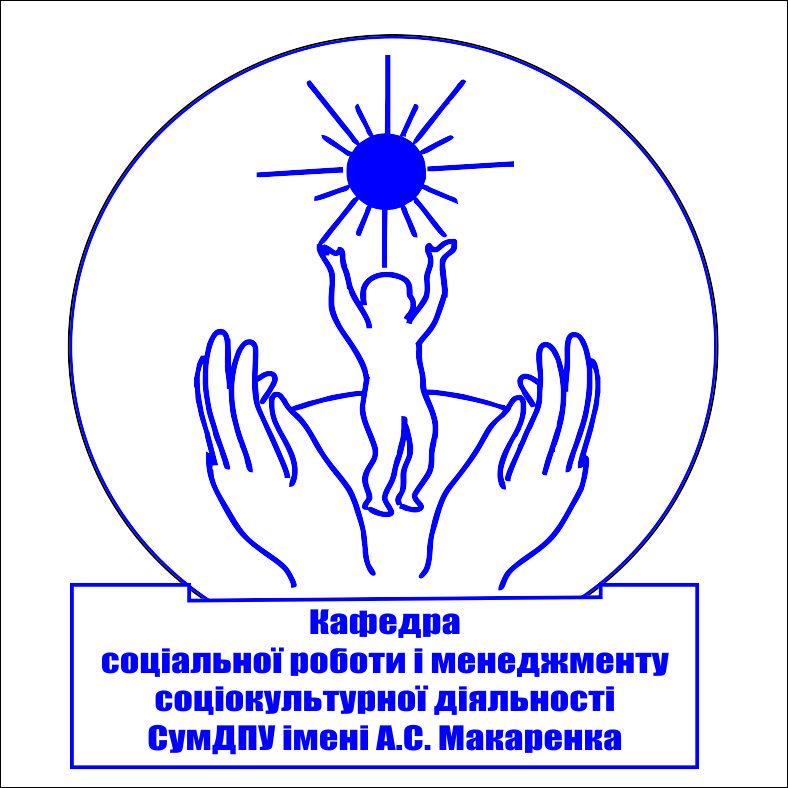 Кафедра
соціальної роботи і менеджменту
соціокультурної діяльності
СумДПУ імені А.С. Макаренка